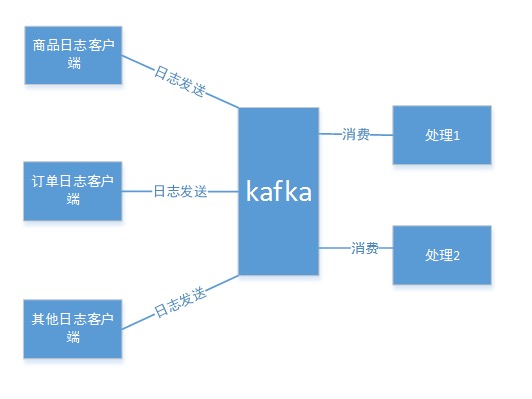 商品日志客户
端
日志发送
订单日志客户
端
日志发送
其他日志客户
端
日志发送
kafka
消费
处理1
消费
处理2